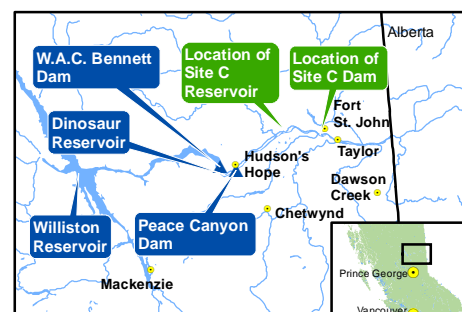 Alberta
W.A.C. Bennett
Dam
Location of
Site C
Reservoir
Location of
Site C Dam
Fort
St. John
Dinosaur
Reservoir
Taylor
Hudson's
Hope
Dawson
Creek
Chetwynd
Williston
Reservoir
Peace Canyon
Dam
Mackenzie
Prince George
Vancouver